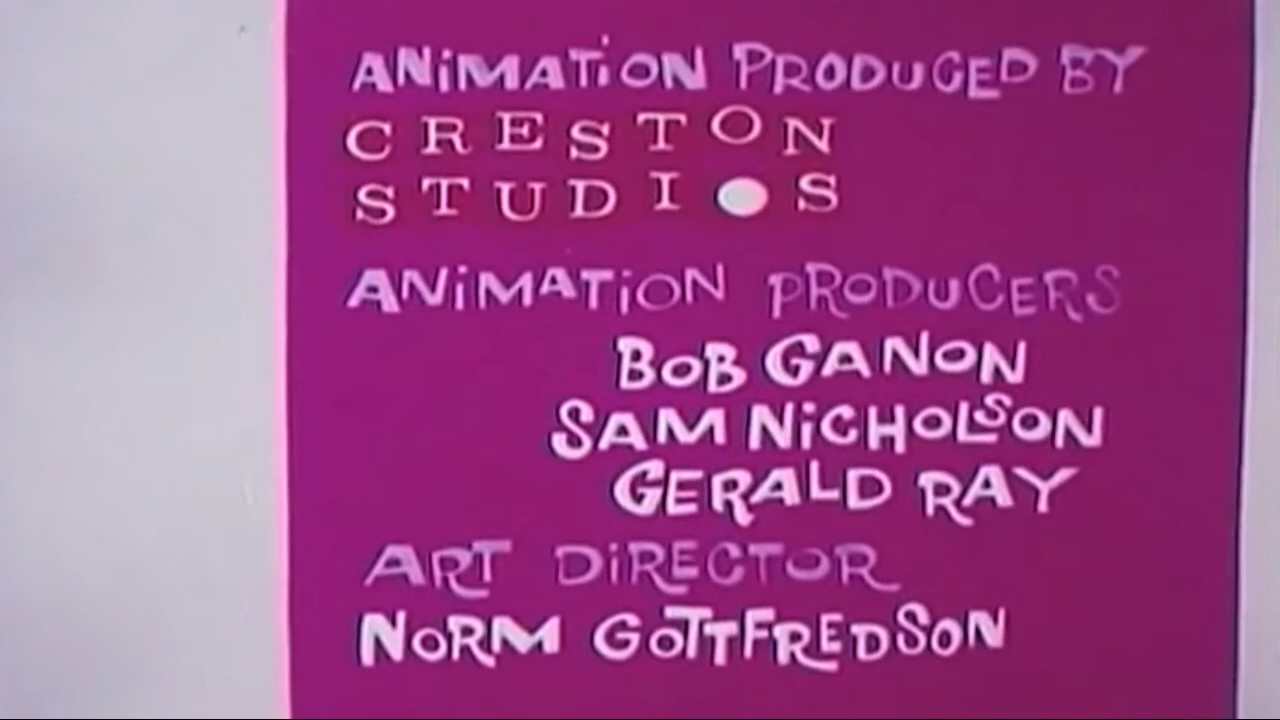 ANiMATiON PRODUCED BY
CRESTON
STUDIOS
ANiMATiON PRODUCERS
BOB GANON
SAM NiCHOLSON
GERALD RAY
ART DiRECTOR
NORM GOTTFREDSON